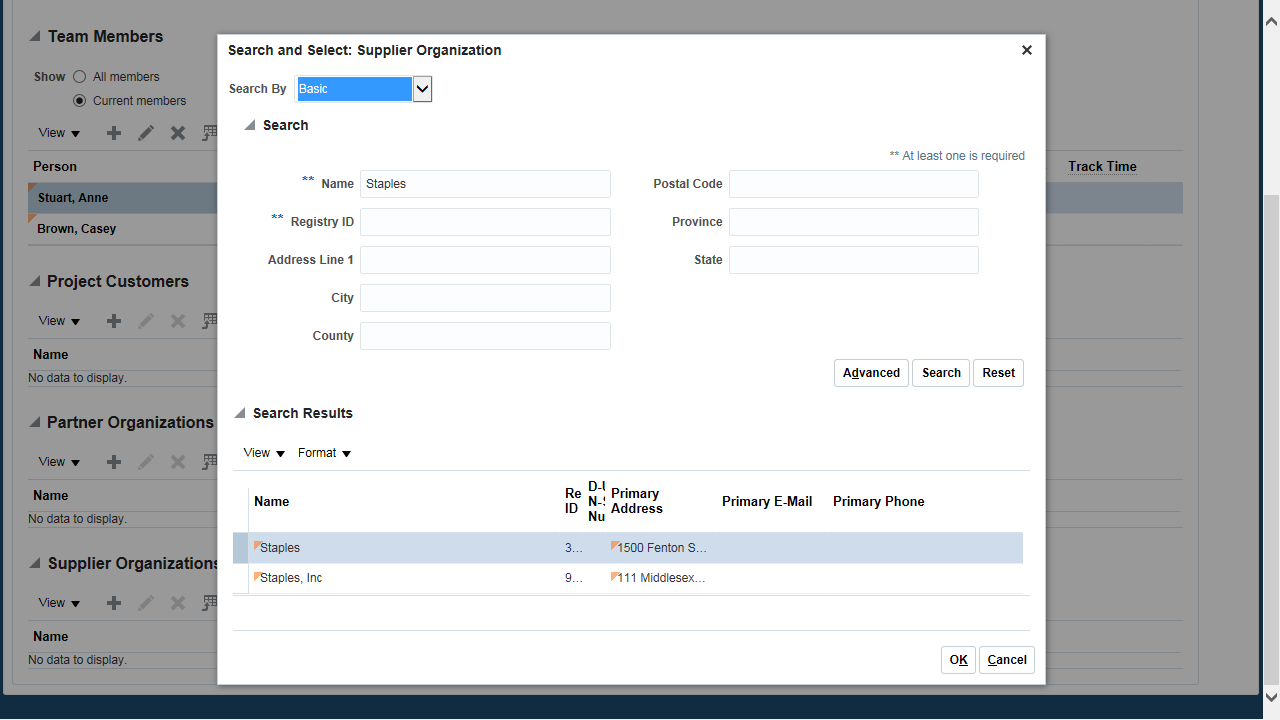 Team Members
Show All members
Current members
View
Person
Track Time
Stuart, Anne
Brown, Casey
Project Customers
View
Name
No data to display.
Partner Organizations
View
Name
No data to display.
Supplier Organizations
View
Name
No data to display.
Search and Select: Supplier Organization
Search By Basic
Search
** At least one is required
** Name Staples
** Registry ID
Address Line 1
City
County
Postal Code
Province
State
Advanced Search Reset
Search Results
View Format
Name Re ID Nu Primary Address Primary E-Mail Primary Phone
Staples 3... 1500 Fenton S...
Staples, Inc 9... 111 Middlesex...
OK Cancel